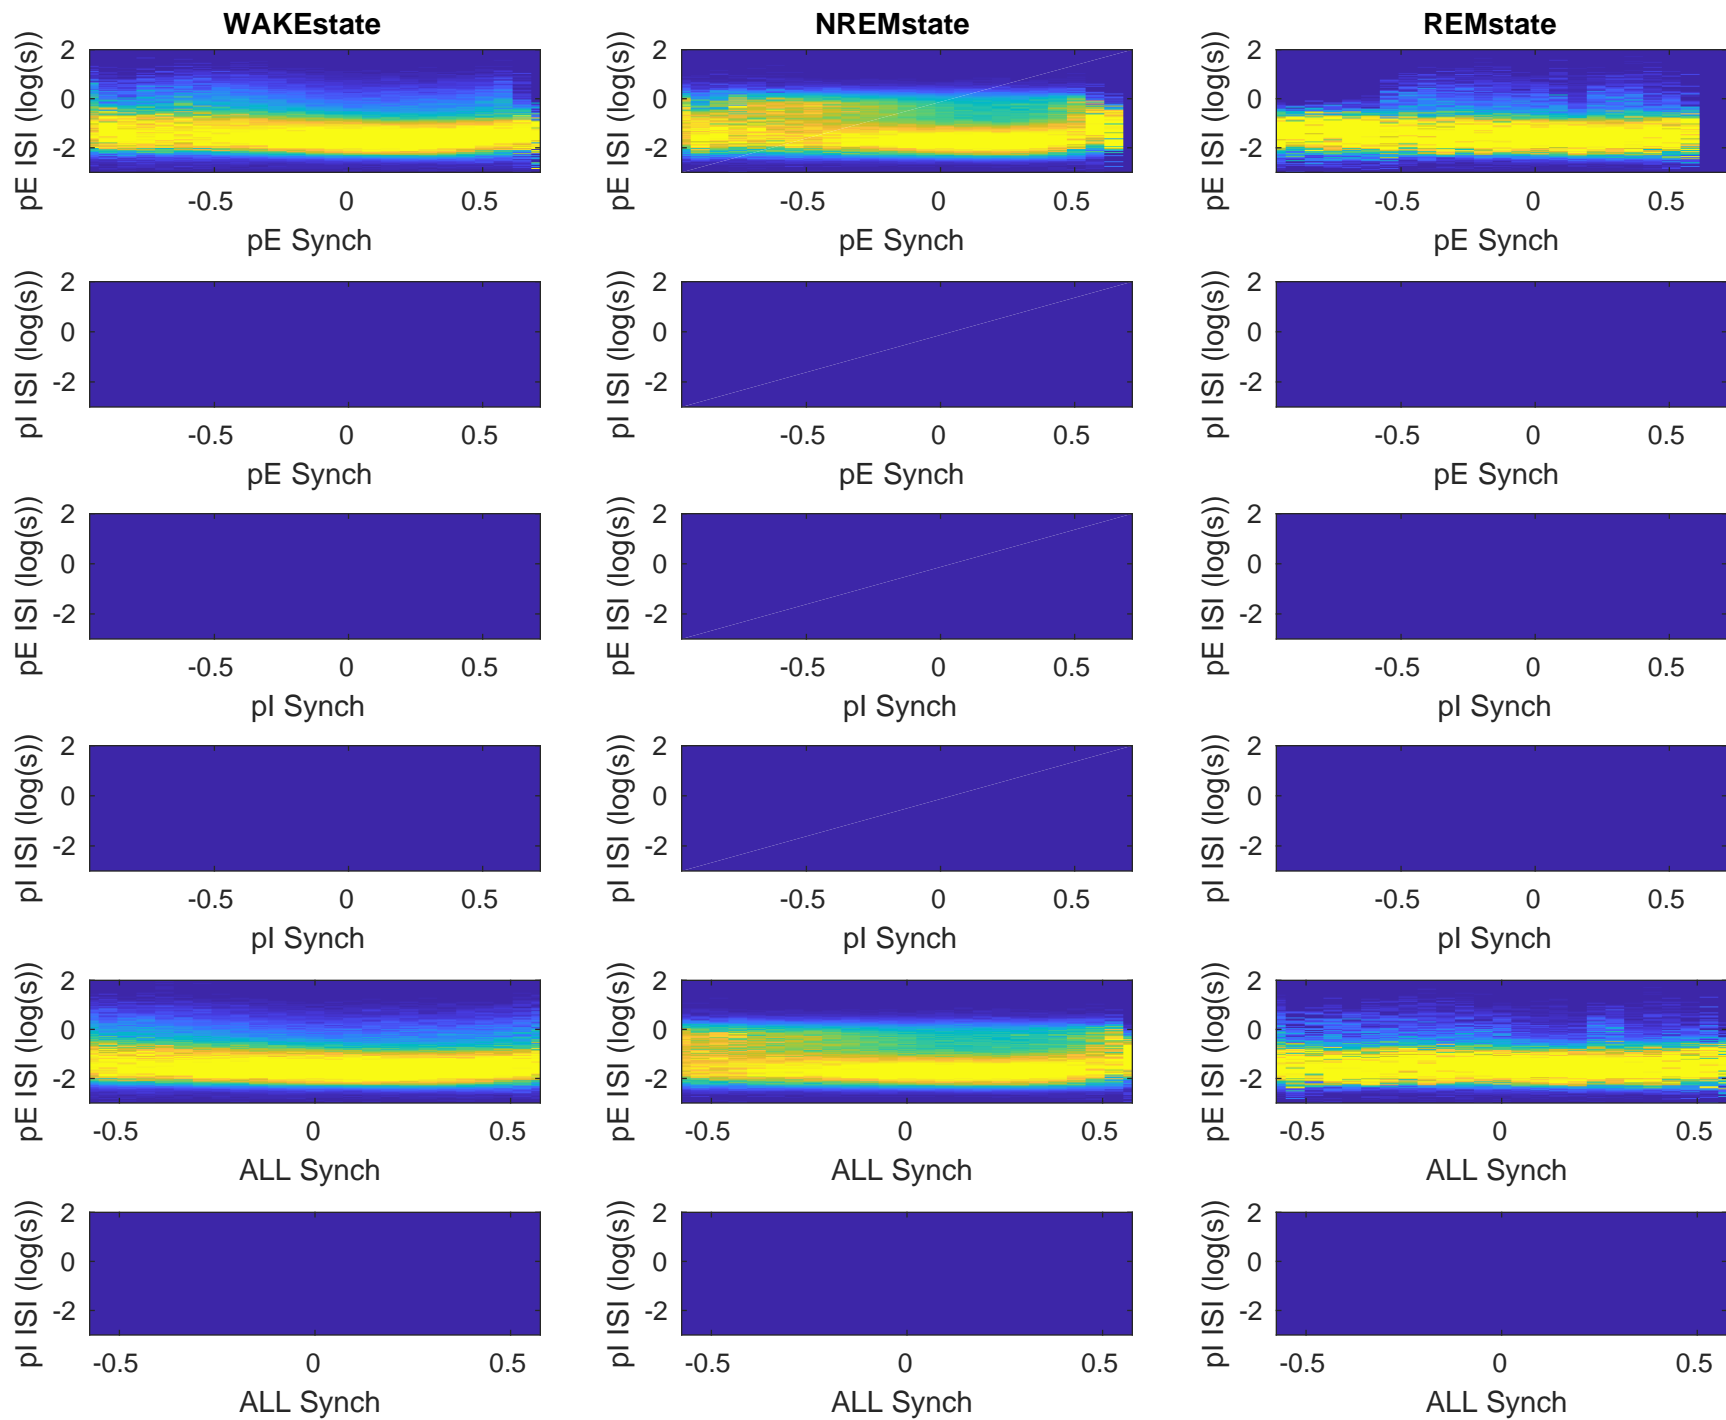 WAKEstate NREMstate REMstate
pE ISI (log(s)) 2 0 -2 pE ISI (log(s)) 2 0 -2 pE ISI (log(s)) 2 0 -2
-0.5 0 0.5 -0.5 0 0.5 -0.5 0 0.5
pE Synch pE Synch pE Synch
pI ISI (log(s)) 2 0 -2 pI ISI (log(s)) 2 0 -2 pI ISI (log(s)) 2 0 -2
-0.5 0 0.5 -0.5 0 0.5 -0.5 0 0.5
pE Synch pE Synch pE Synch
pE ISI (log(s)) 2 0 -2 pE ISI (log(s)) 2 0 -2 pE ISI (log(s)) 2 0 -2
-0.5 0 0.5 -0.5 0 0.5 -0.5 0 0.5
pI Synch pI Synch pI Synch
pI ISI (log(s)) 2 0 -2 pI ISI (log(s)) 2 0 -2 pI ISI (log(s)) 2 0 -2
-0.5 0 0.5 -0.5 0 0.5 -0.5 0 0.5
pI Synch pI Synch pI Synch
pE ISI (log(s)) 2 0 -2 pE ISI (log(s)) 2 0 -2 pE ISI (log(s)) 2 0 -2
-0.5 0 0.5 -0.5 0 0.5 -0.5 0 0.5
ALL Synch ALL Synch ALL Synch
pI ISI (log(s)) 2 0 -2 pI ISI (log(s)) 2 0 -2 pI ISI (log(s)) 2 0 -2
-0.5 0 0.5 -0.5 0 0.5 -0.5 0 0.5
ALL Synch ALL Synch ALL Synch